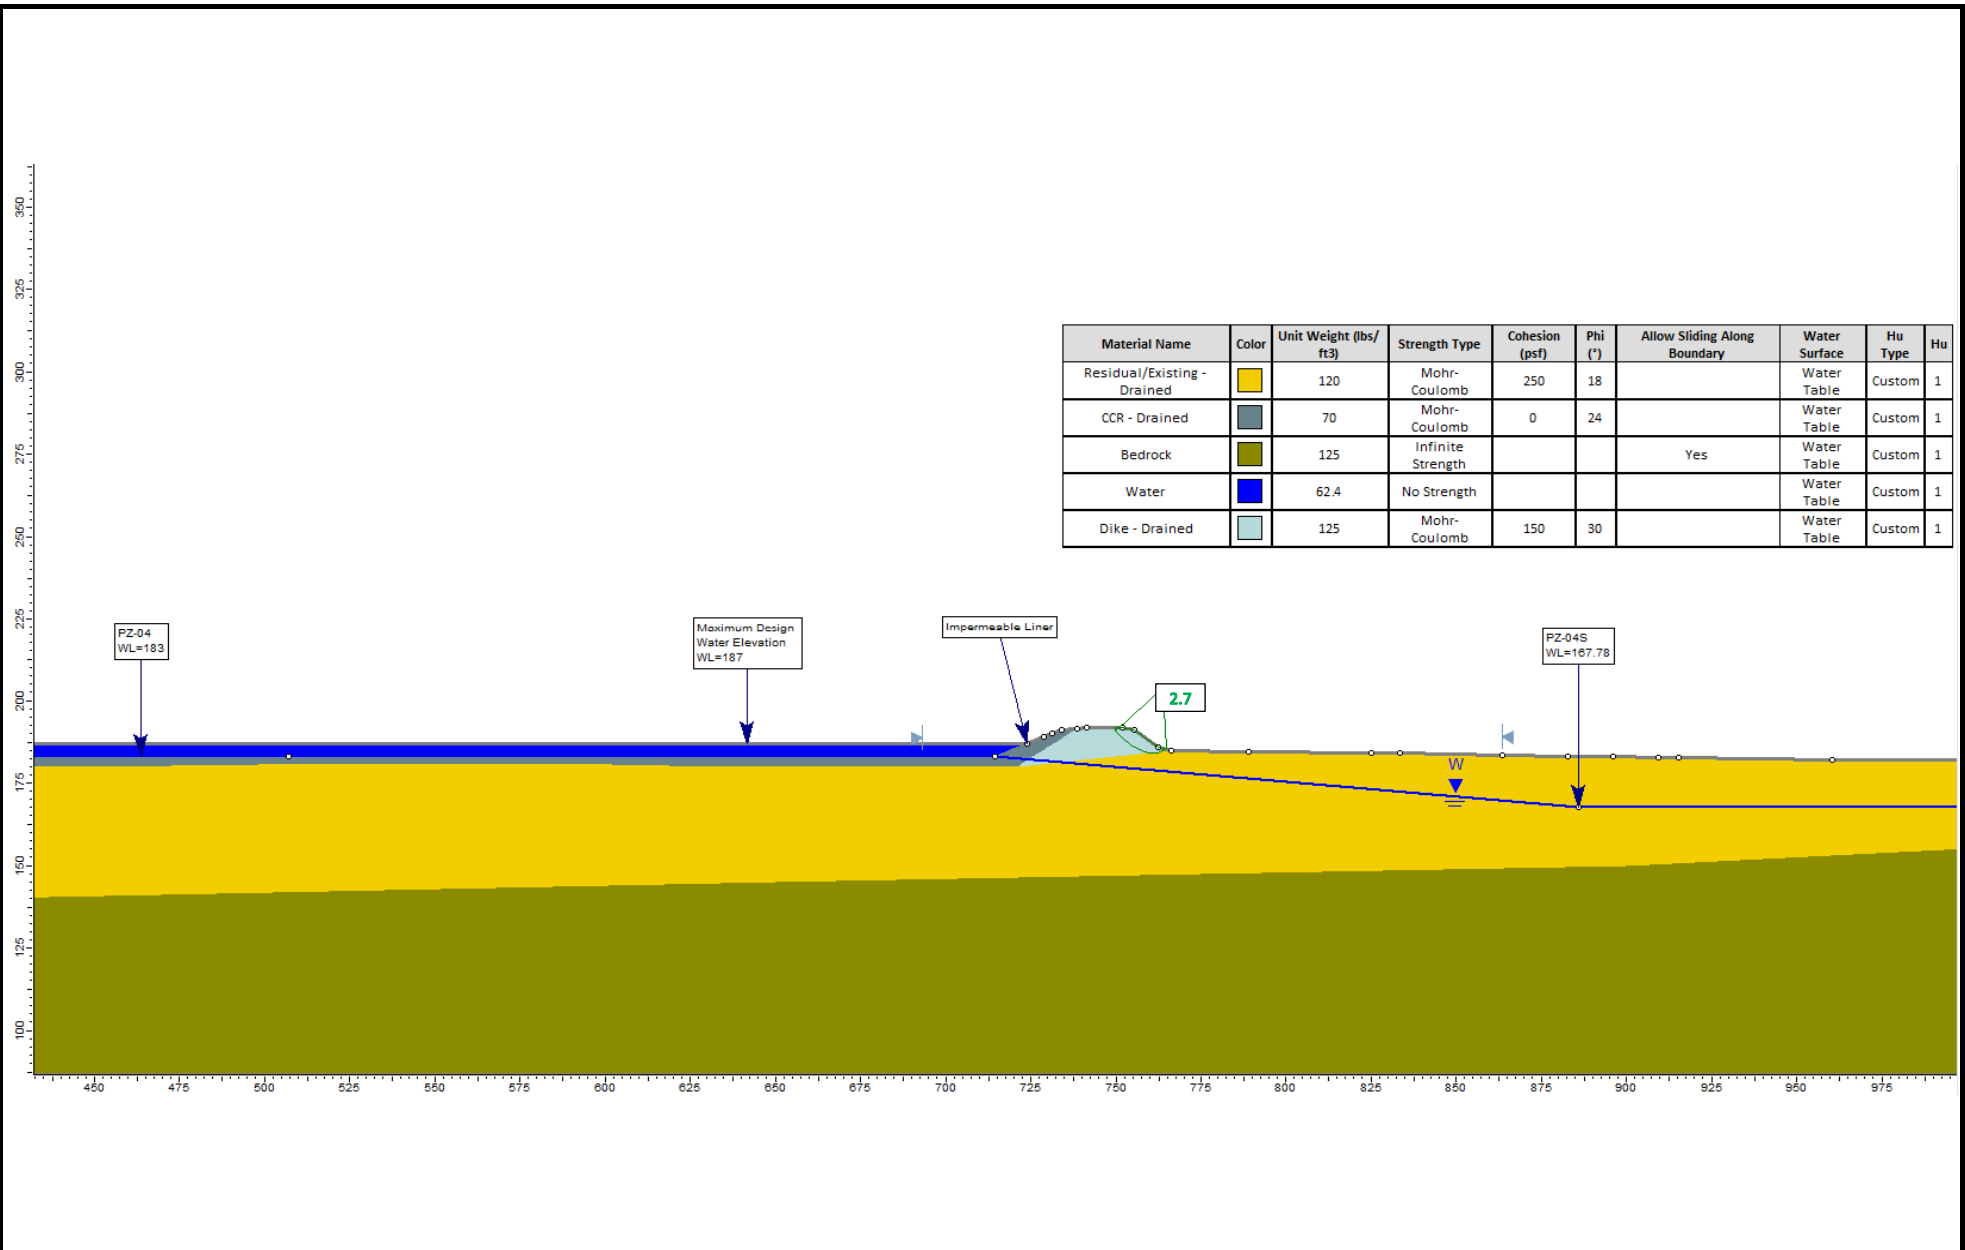 350
325
300
275
250
225
200
175
150
125
100
Material Name Color Unit Weight (lbs/ Strength Type Cohesion Phi Allow Sliding Along Water Hu Hu
ft3) (psf) (°) Boundary Surface Type
Residual/Existing - 120 Mohr- 250 18 Water Custom 1
Drained Coulomb Table
CCR - Drained 70 Mohr- 0 24 Water Custom 1
Coulomb Table
Bedrock 125 Infinite Yes Water Custom 1
Strength Table
Water 62.4 No Strength Water Custom 1
Table
Dike - Drained 125 Mohr- 150 30 Water Custom 1
Coulomb Table
PZ-04
WL=183
Maximum Design
Water Elevation
WL=187
Impermeable Liner
2.7
PZ-04S
WL=167.78
W
450 475 500 525 550 575 600 625 650 675 700 725 750 775 800 825 850 875 900 925 950 975